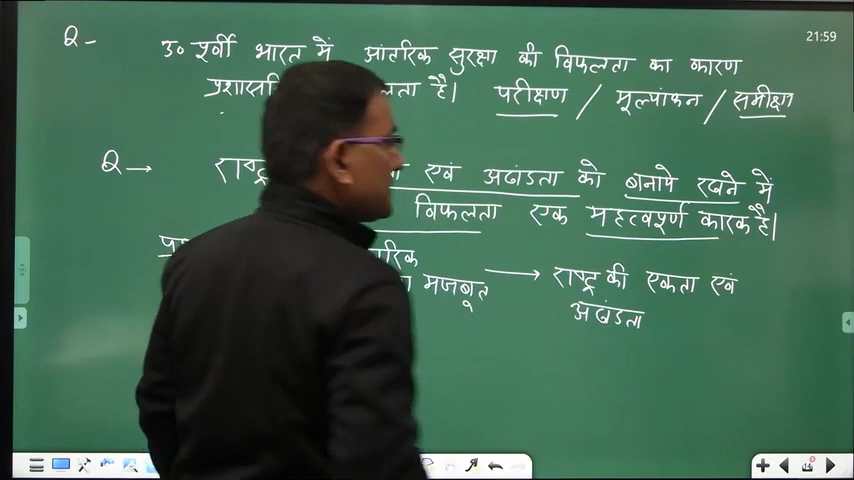 21:59
Q - उ० पूर्वी भारत में आंतरिक सुरक्षा की विफलता का कारण
है। परीक्षण / मूल्यांकन / समीक्षा
Q → एवं अखंडता को बनाये रखने में
विफलता एक महत्वपूर्ण कारक है।
मजबूत → राष्ट्र की एकता एवं
अखंडता